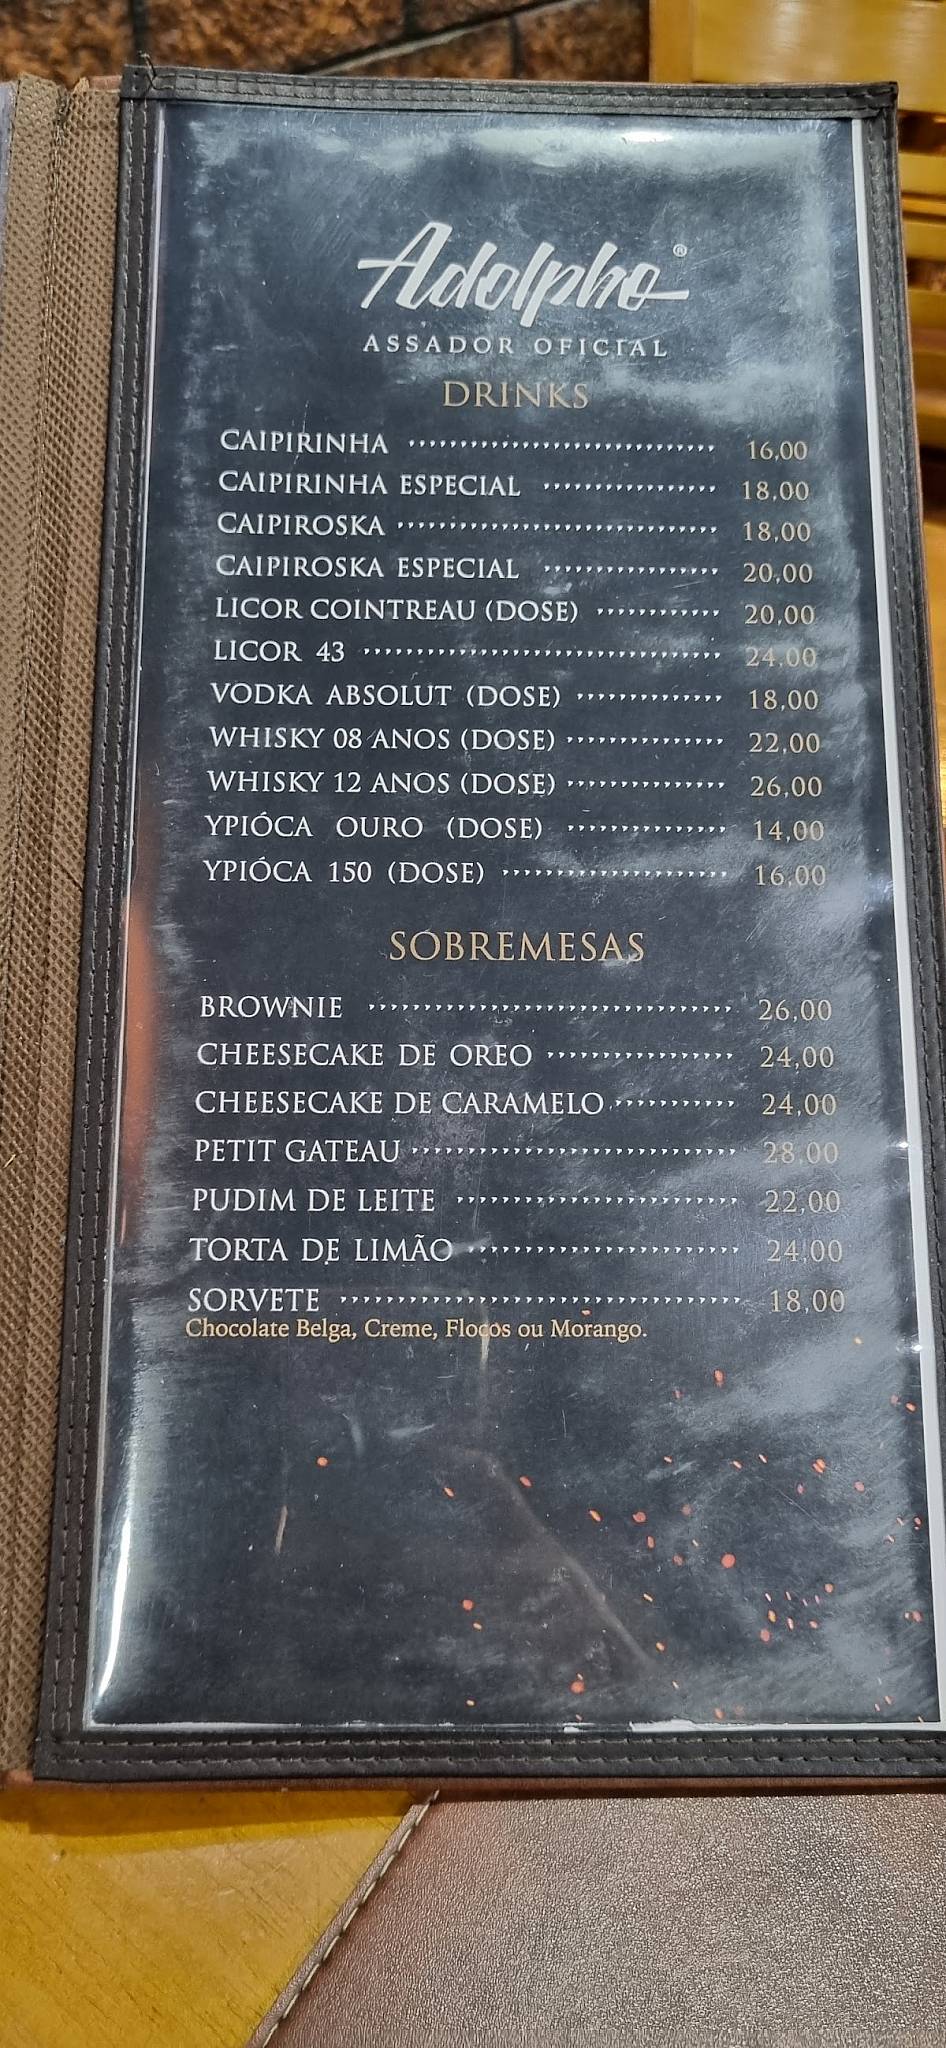 Adolpho®
ASSADOR OFICIAL
DRINKS
CAIPIRINHA 16,00
CAIPIRINHA ESPECIAL 18,00
CAIPIROSKA 18,00
CAIPIROSKA ESPECIAL 20,00
LICOR COINTREAU (DOSE) 20,00
LICOR 43 24,00
VODKA ABSOLUT (DOSE) 18,00
WHISKY 08 ANOS (DOSE) 22,00
WHISKY 12 ANOS (DOSE) 26,00
YPIÓCA OURO (DOSE) 14,00
YPIÓCA 150 (DOSE) 16,00
SOBREMESAS
BROWNIE 26,00
CHEESECAKE DE OREO 24,00
CHEESECAKE DE CARAMELO 24,00
PETIT GATEAU 28,00
PUDIM DE LEITE 22,00
TORTA DE LIMÃO 24,00
SORVETE 18,00
Chocolate Belga, Creme, Flocos ou Morango.